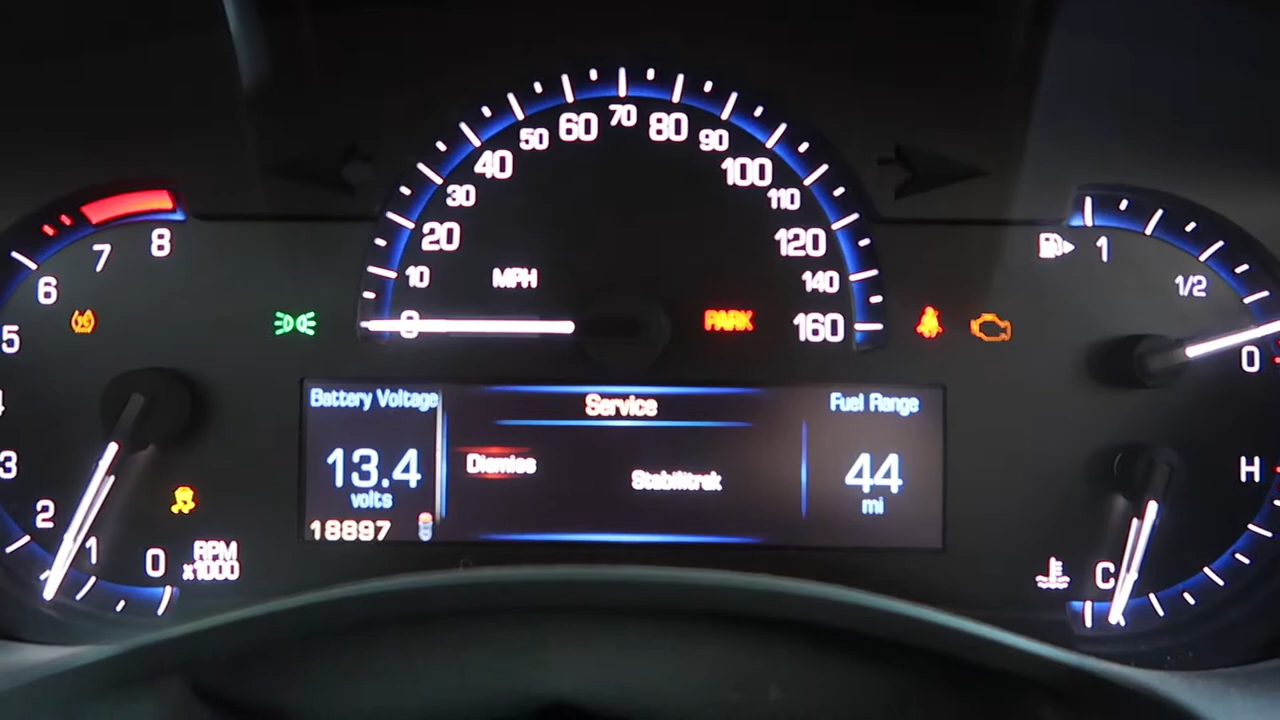 8
7
6
5
4
3
2
1
0
RPM
x1000
0
10
20
30
40
50
60
70
80
90
100
110
120
140
160
MPH
PARK
1
1/2
0
H
C
Battery Voltage
13.4
volts
18897
Service
Dismiss
Stabilitrak
Fuel Range
44
mi